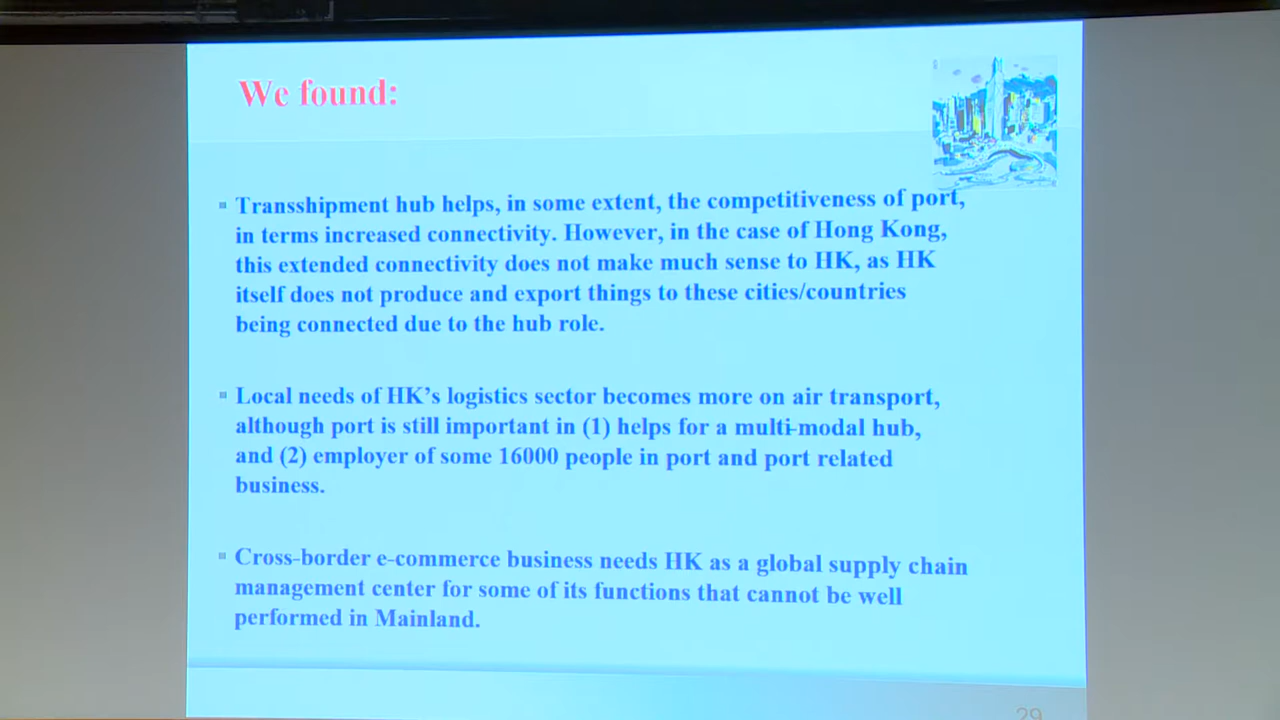 We found:
Transshipment hub helps, in some extent, the competitiveness of port,
in terms increased connectivity. However, in the case of Hong Kong,
this extended connectivity does not make much sense to HK, as HK
itself does not produce and export things to these cities/countries
being connected due to the hub role.
Local needs of HK’s logistics sector becomes more on air transport,
although port is still important in (1) helps for a multi-modal hub,
and (2) employer of some 16000 people in port and port related
business.
Cross-border e-commerce business needs HK as a global supply chain
management center for some of its functions that cannot be well
performed in Mainland.
29